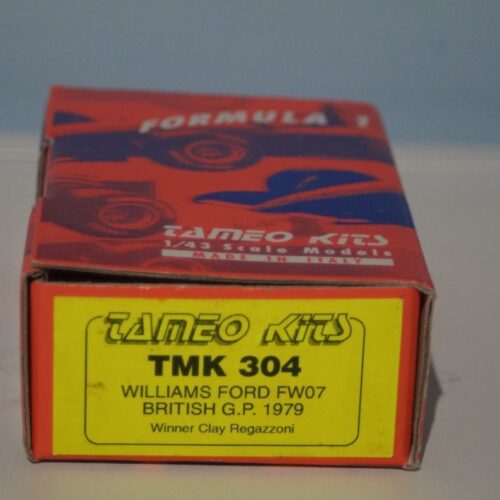 FORMULA 1
TAMEO KITS
1/43 Scale Models
MADE IN ITALY
TAMEO KITS
TMK 304
WILLIAMS FORD FW07
BRITISH G.P. 1979
Winner Clay Regazzoni